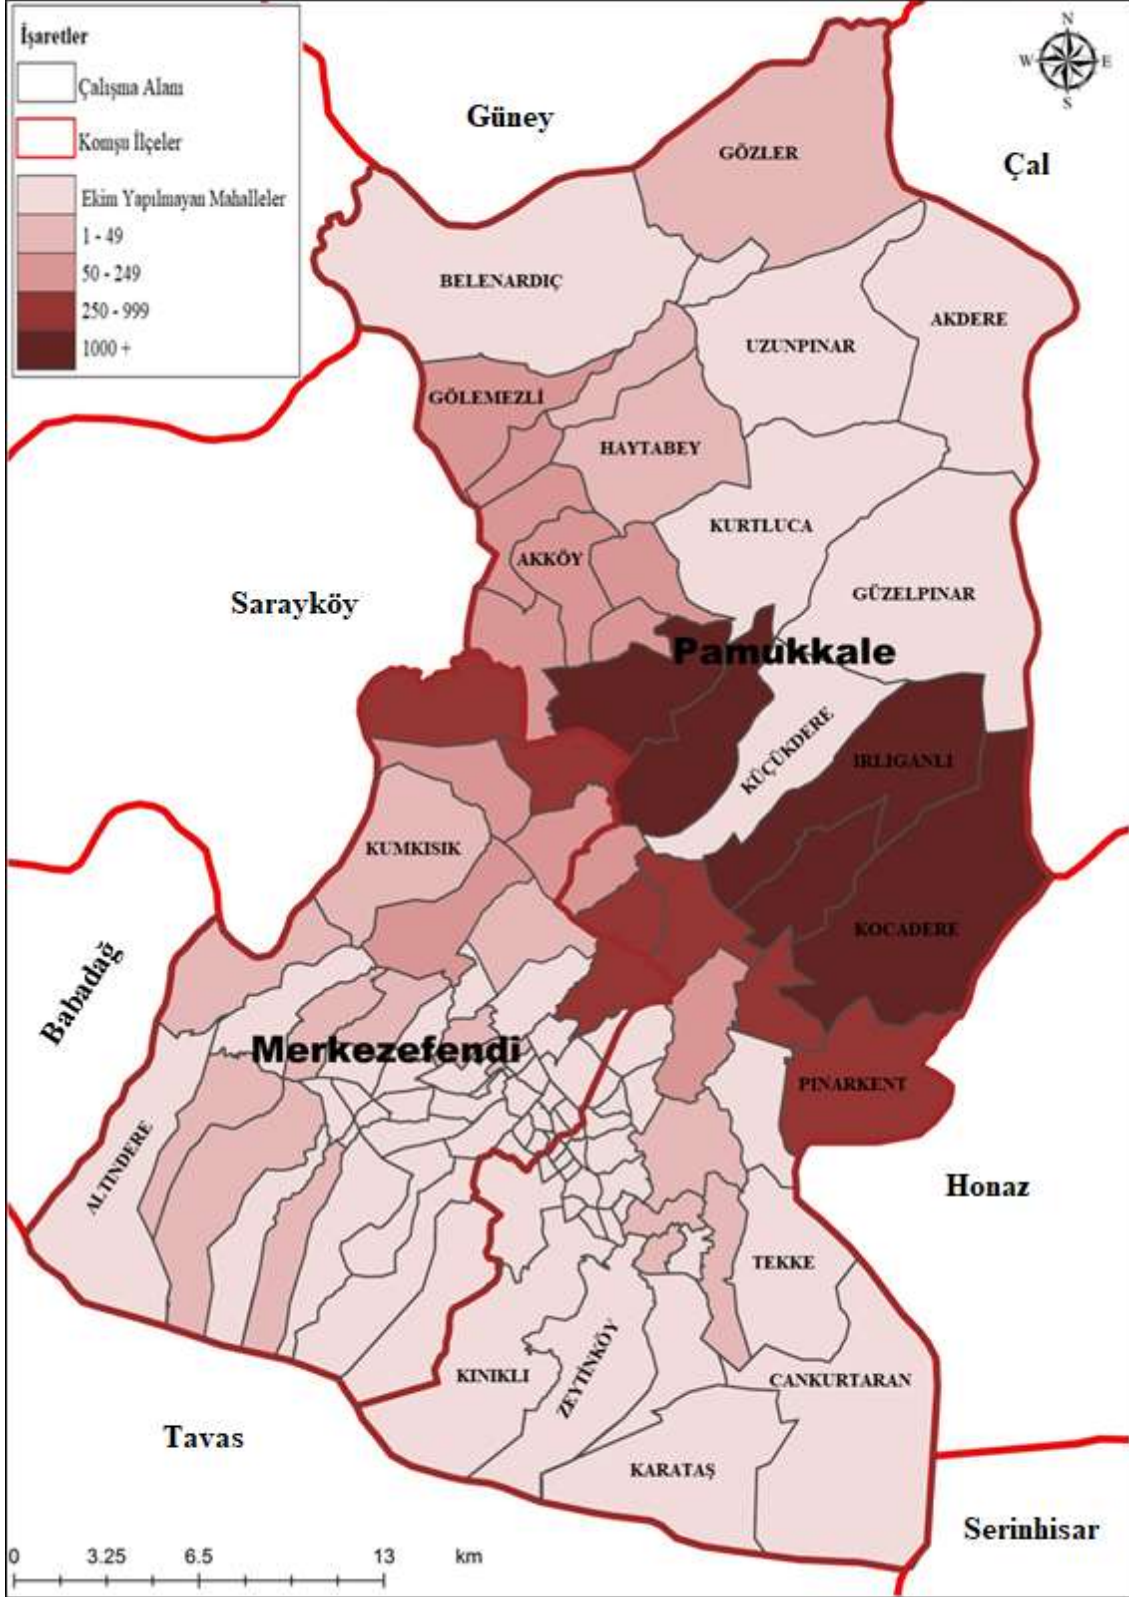 İşaretler
Çalışma Alanı
Komşu İlçeler
Ekim Yapılmayan Mahalleler
1 - 49
50 - 249
250 - 999
1000 +
N
W
E
S
Güney
Çal
GÖZLER
BELENARDIÇ
AKDERE
UZUNPINAR
GÖLEMEZLİ
HAYTABEY
KURTLUCA
AKKÖY
GÜZELPINAR
Sarayköy
Pamukkale
KÜÇÜKDERE
IRLIGANLI
KUMKISIK
KOCADERE
Babadağ
Merkezefendi
PINARKENT
ALTINDERE
Honaz
TEKKE
KINIKLI
ZEYTİNKÖY
CANKURTARAN
Tavas
KARATAŞ
Serinhisar
0 3.25 6.5 13 km